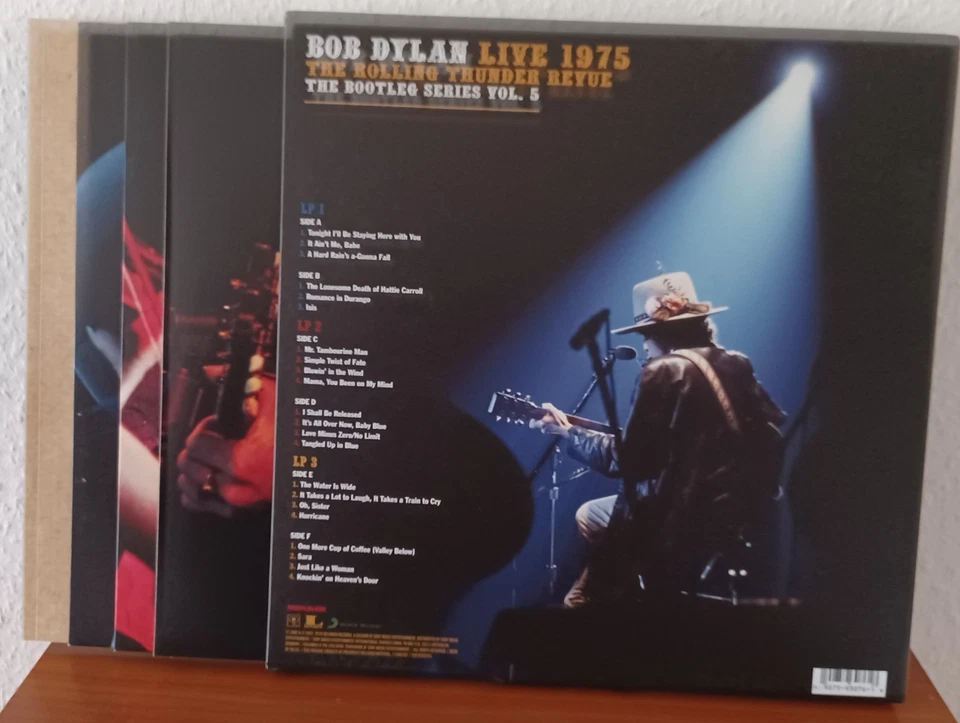 BOB DYLAN LIVE 1975
THE ROLLING THUNDER REVUE
THE BOOTLEG SERIES VOL. 5
LP 1
SIDE A
1. Tonight I'll Be Staying Here with You
2. It Ain't Me, Babe
3. A Hard Rain's a-Gonna Fall
SIDE B
1. The Lonesome Death of Hattie Carroll
2. Romance in Durango
3. Isis
LP 2
SIDE C
1. Mr. Tambourine Man
2. Simple Twist of Fate
3. Blowin' in the Wind
4. Mama, You Been on My Mind
SIDE D
1. I Shall Be Released
2. It's All Over Now, Baby Blue
3. Love Minus Zero/No Limit
4. Tangled Up in Blue
LP 3
SIDE E
1. The Water Is Wide
2. It Takes a Lot to Laugh, It Takes a Train to Cry
3. Oh, Sister
4. Hurricane
SIDE F
1. One More Cup of Coffee (Valley Below)
2. Sara
3. Just Like a Woman
4. Knockin' on Heaven's Door